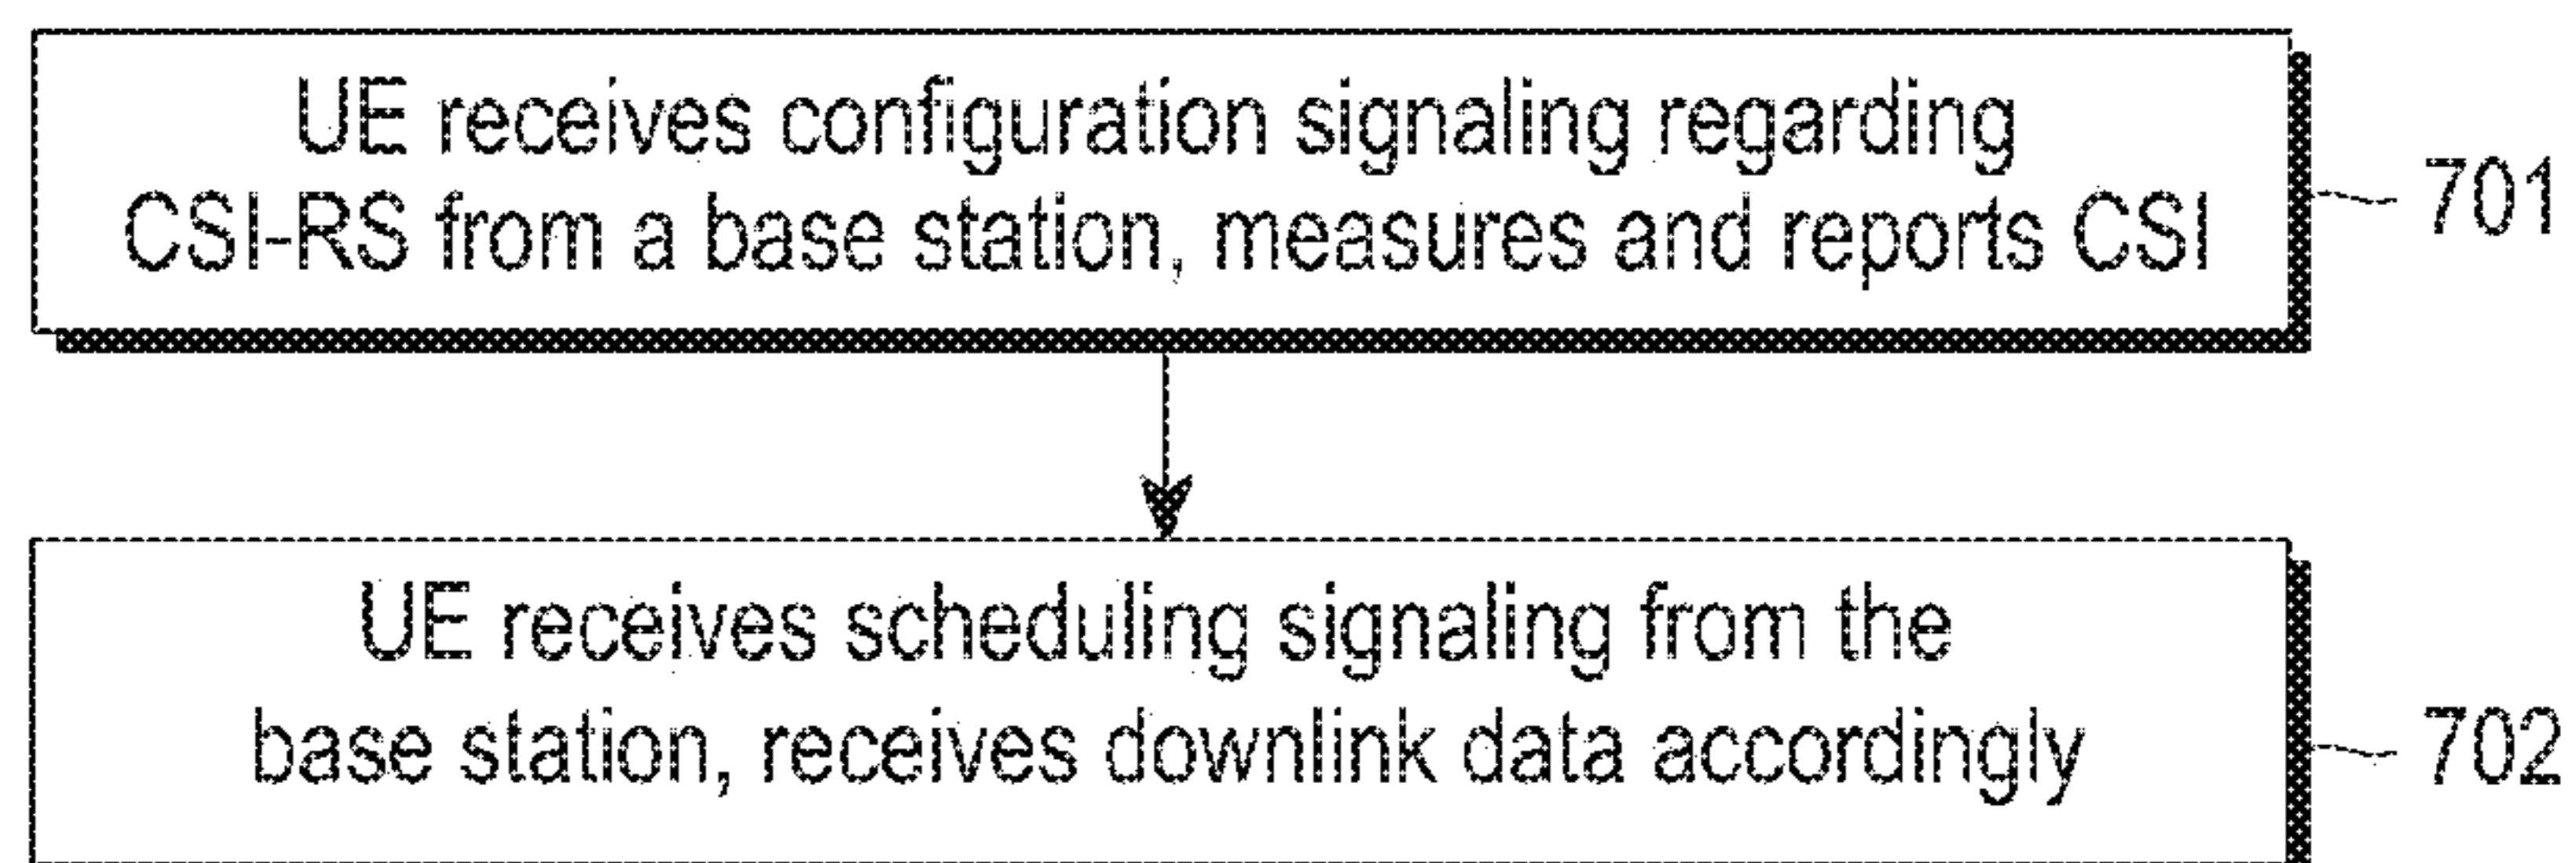 UE receives configuration signaling regarding
CSI-RS from a base station, measures and reports CSI
701
UE receives scheduling signaling from the
base station, receives downlink data accordingly
702